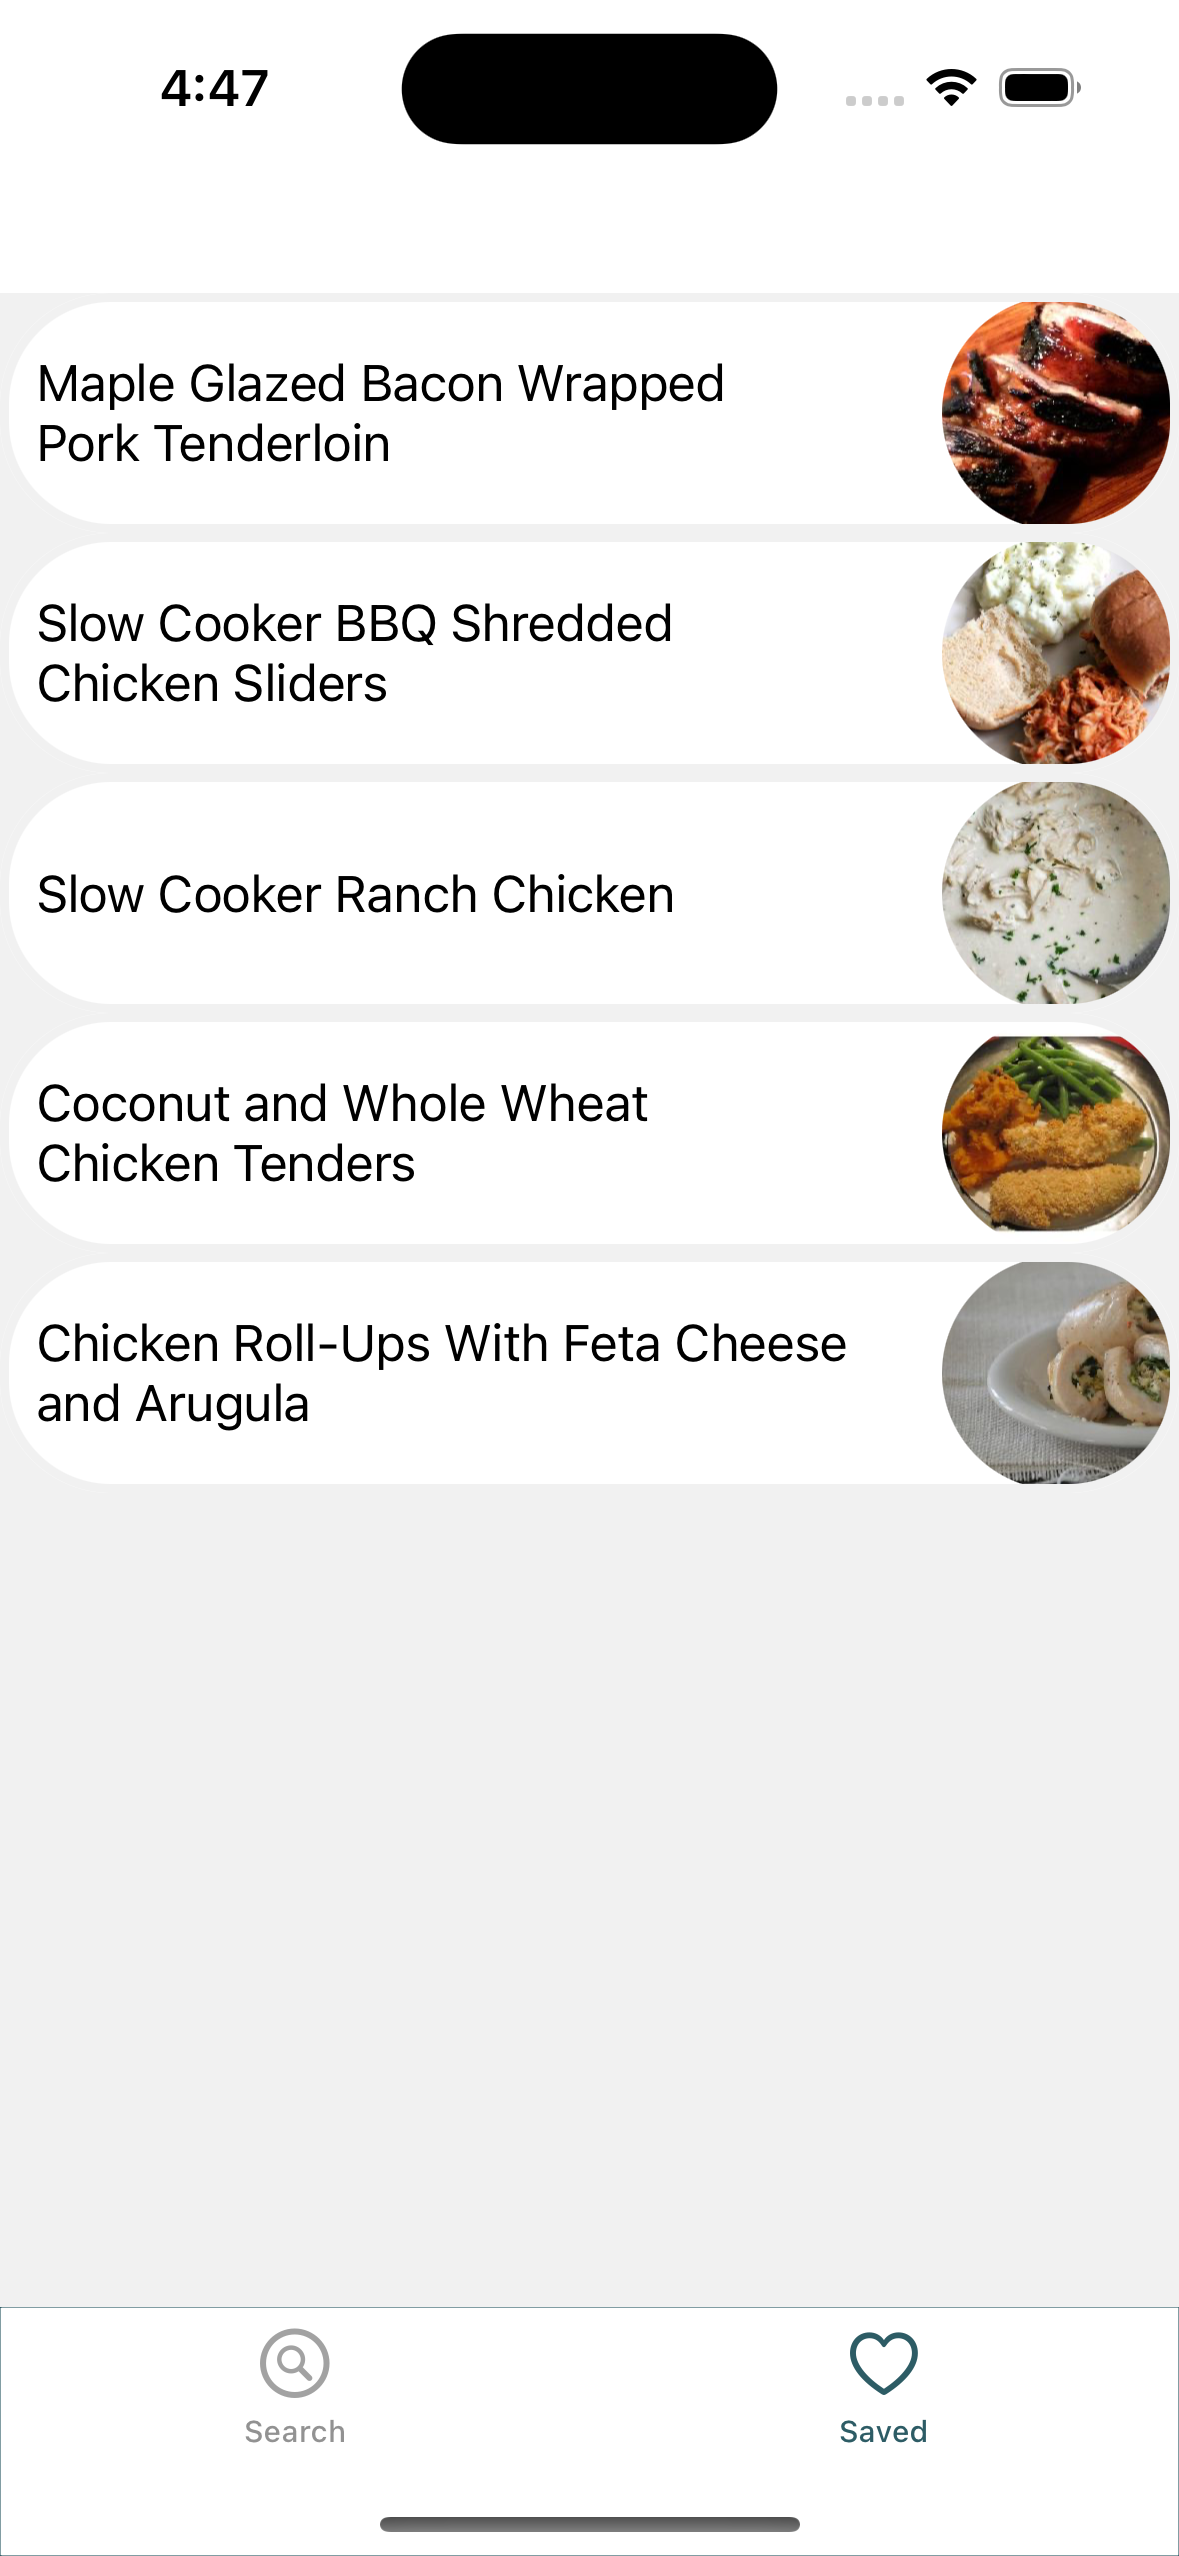 4:47
Maple Glazed Bacon Wrapped
Pork Tenderloin
Slow Cooker BBQ Shredded
Chicken Sliders
Slow Cooker Ranch Chicken
Coconut and Whole Wheat
Chicken Tenders
Chicken Roll-Ups With Feta Cheese
and Arugula
Search
Saved